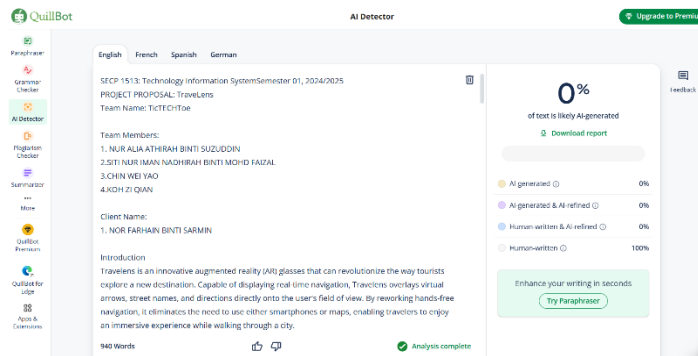 QuillBot
AI Detector
Upgrade to Premiu
Paraphraser
Grammar
Checker
AI Detector
Plagiarism
Checker
Summarizer
More
QuillBot
Premium
QuillBot for
Edge
Apps &
Extensions
English French Spanish German
SECP 1513: Technology Information SystemSemester 01, 2024/2025
PROJECT PROPOSAL: TraveLens
Team Name: TicTECHToe
Team Members:
1. NUR ALIA ATHIRAH BINTI SUZUDDIN
2.SITI NUR IMAN NADHIRAH BINTI MOHD FAIZAL
3.CHIN WEI YAO
4.KOH ZI QIAN
Client Name:
1. NOR FARHAIN BINTI SARMIN
Introduction
Travelens is an innovative augmented reality (AR) glasses that can revolutionize the way tourists
explore a new destination. Capable of displaying real-time navigation, Travelens overlays virtual
arrows, street names, and directions directly onto the user's field of view. By reworking hands-free
navigation, it eliminates the need to use either smartphones or maps, enabling travelers to enjoy
an immersive experience while walking through a city.
940 Words
Analysis complete
0%
of text is likely AI-generated
Download report
AI-generated 0%
AI-generated & AI-refined 0%
Human-written & AI-refined 0%
Human-written 100%
Enhance your writing in seconds
Try Paraphraser
Feedback